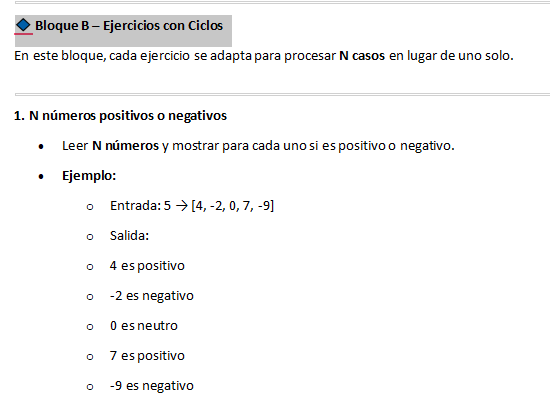 Bloque B – Ejercicios con Ciclos
En este bloque, cada ejercicio se adapta para procesar N casos en lugar de uno solo.
1. N números positivos o negativos
• Leer N números y mostrar para cada uno si es positivo o negativo.
• Ejemplo:
o Entrada: 5 → [4, -2, 0, 7, -9]
o Salida:
o 4 es positivo
o -2 es negativo
o 0 es neutro
o 7 es positivo
o -9 es negativo